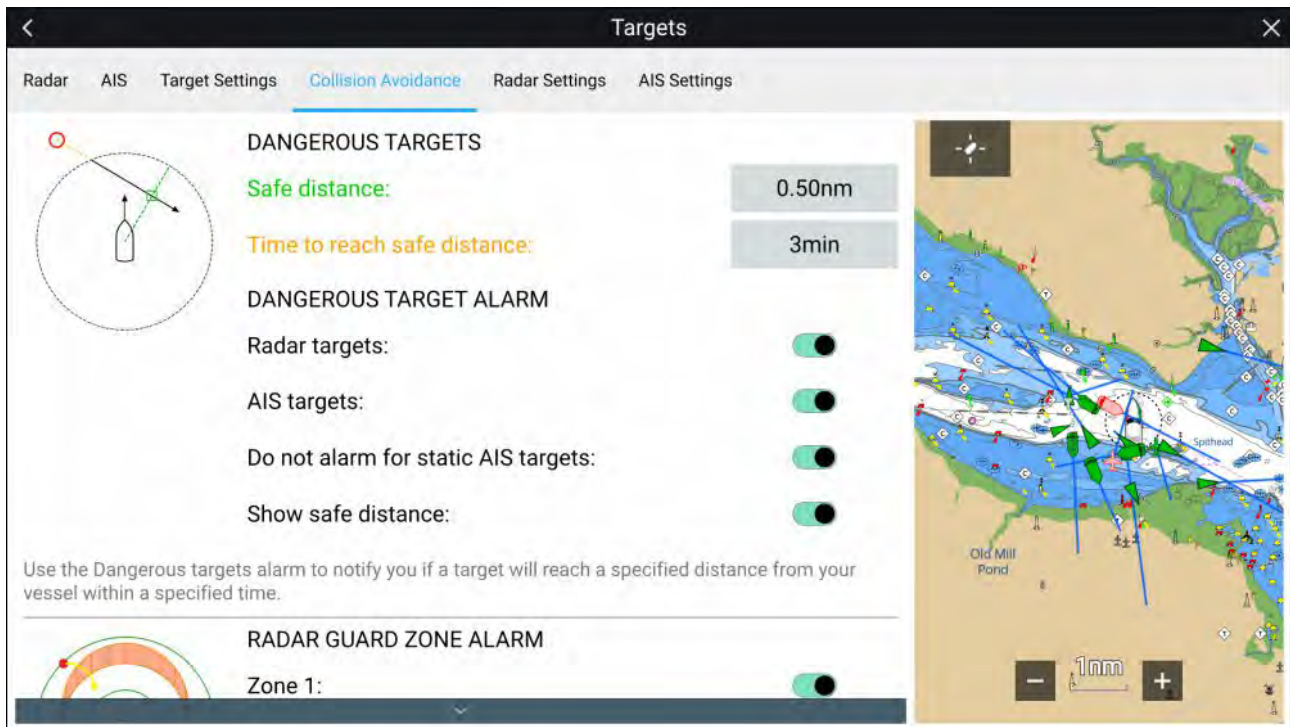 Targets
Radar AIS Target Settings Collision Avoidance Radar Settings AIS Settings
DANGEROUS TARGETS
Safe distance: 0.50nm
Time to reach safe distance: 3min
DANGEROUS TARGET ALARM
Radar targets:
AIS targets:
Do not alarm for static AIS targets:
Show safe distance:
Use the Dangerous targets alarm to notify you if a target will reach a specified distance from your
vessel within a specified time.
RADAR GUARD ZONE ALARM
Zone 1:
Spithead
Old Mill
Pond
1nm